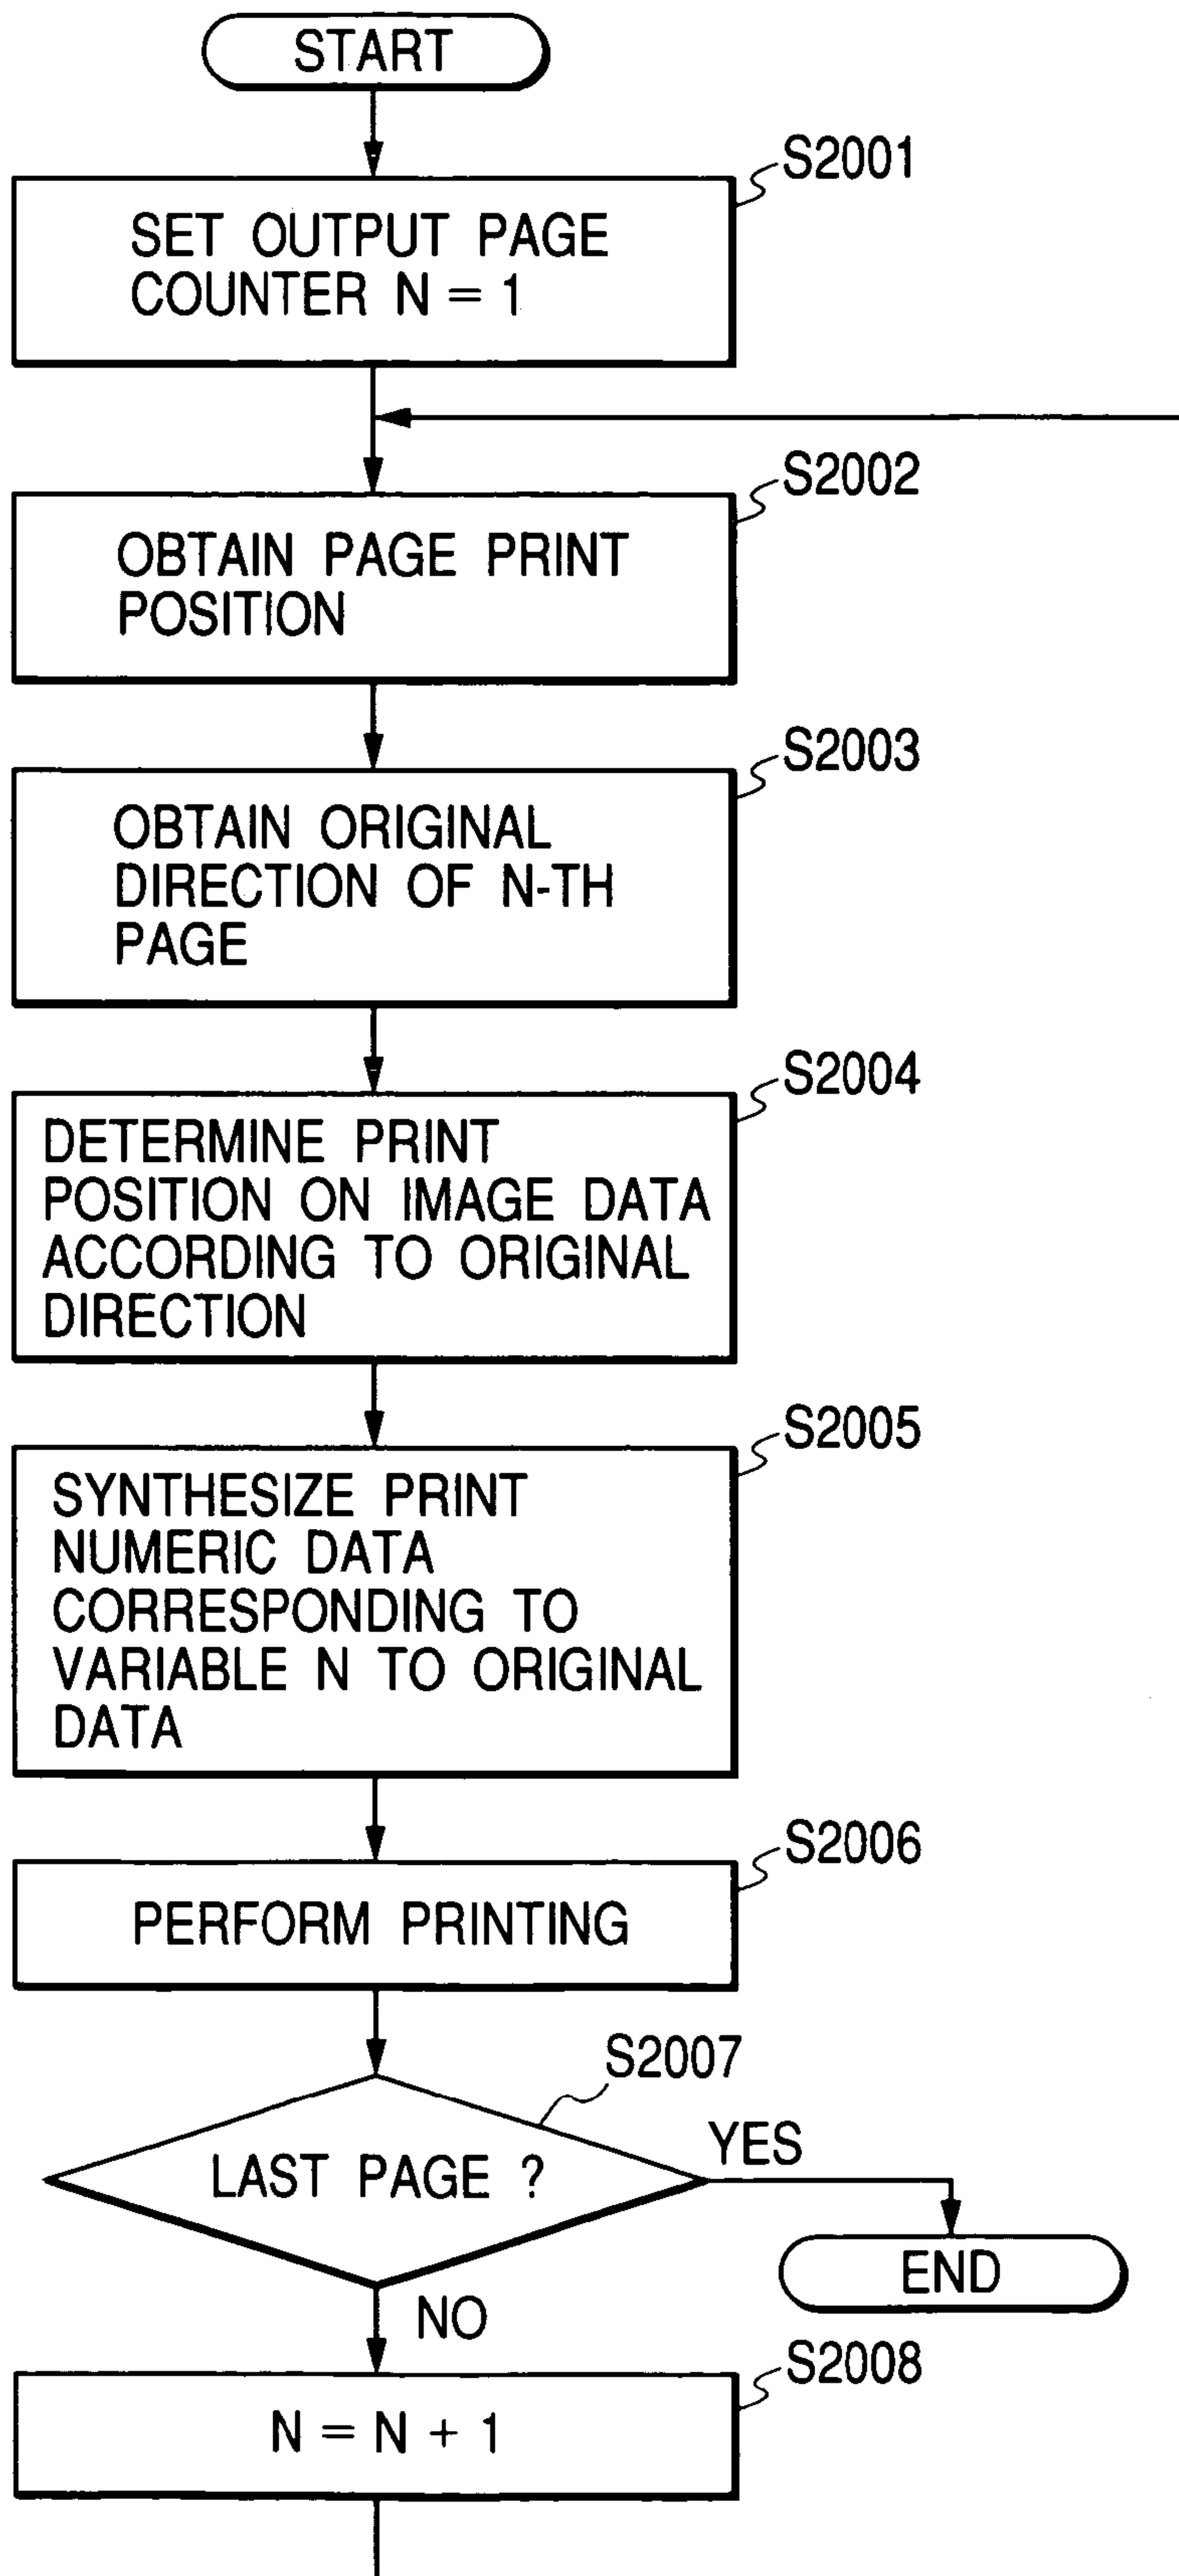 START
S2001
SET OUTPUT PAGE
COUNTER N = 1
S2002
OBTAIN PAGE PRINT
POSITION
S2003
OBTAIN ORIGINAL
DIRECTION OF N-TH
PAGE
S2004
DETERMINE PRINT
POSITION ON IMAGE DATA
ACCORDING TO ORIGINAL
DIRECTION
S2005
SYNTHESIZE PRINT
NUMERIC DATA
CORRESPONDING TO
VARIABLE N TO ORIGINAL
DATA
S2006
PERFORM PRINTING
S2007
LAST PAGE ?
YES
END
NO
S2008
N = N + 1